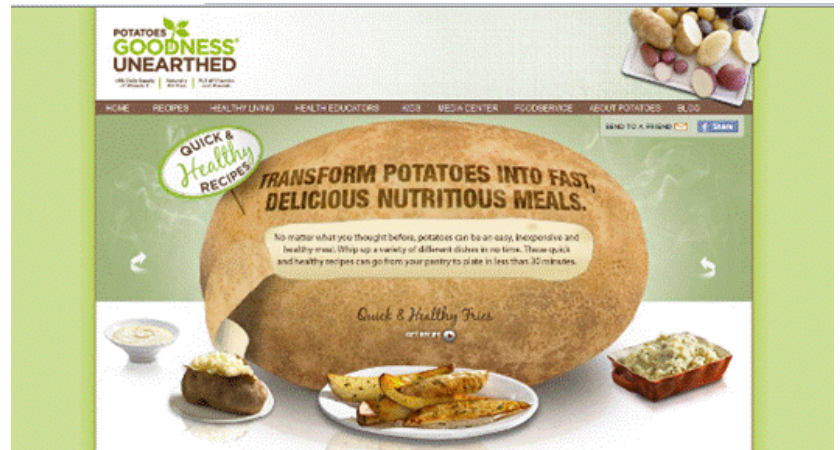 POTATOES
GOODNESS
UNEARTHED
HOME RECIPES HEALTHY LIVING HEALTH EDUCATORS KIDS MEDIA CENTER FOODSERVICE ABOUT POTATOES BLOG
SEND TO A FRIEND Share
QUICK &
Healthy
RECIPES
TRANSFORM POTATOES INTO FAST,
DELICIOUS NUTRITIOUS MEALS.
No matter what you thought before, potatoes can be an easy, inexpensive and
healthy meal. Whip up a variety of different dishes in no time. These quick
and healthy recipes can go from your pantry to plate in less than 30 minutes.
Quick & Healthy Fries